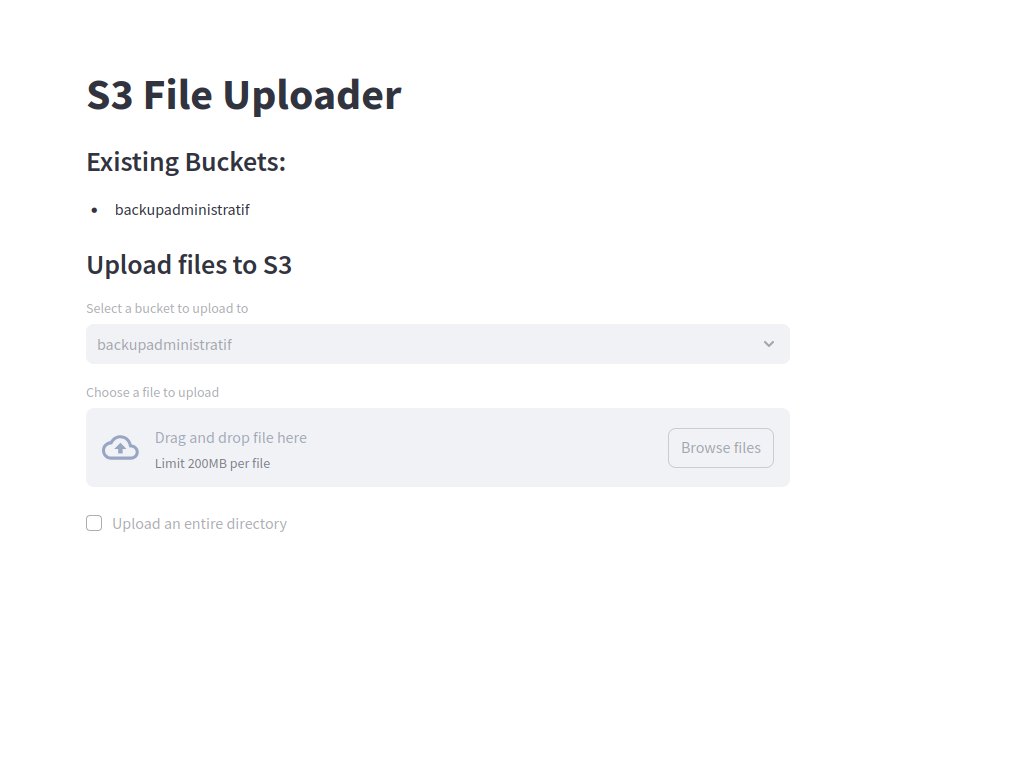 S3 File Uploader
Existing Buckets:
backupadministratif
Upload files to S3
Select a bucket to upload to
backupadministratif
Choose a file to upload
Drag and drop file here
Limit 200MB per file
Browse files
Upload an entire directory